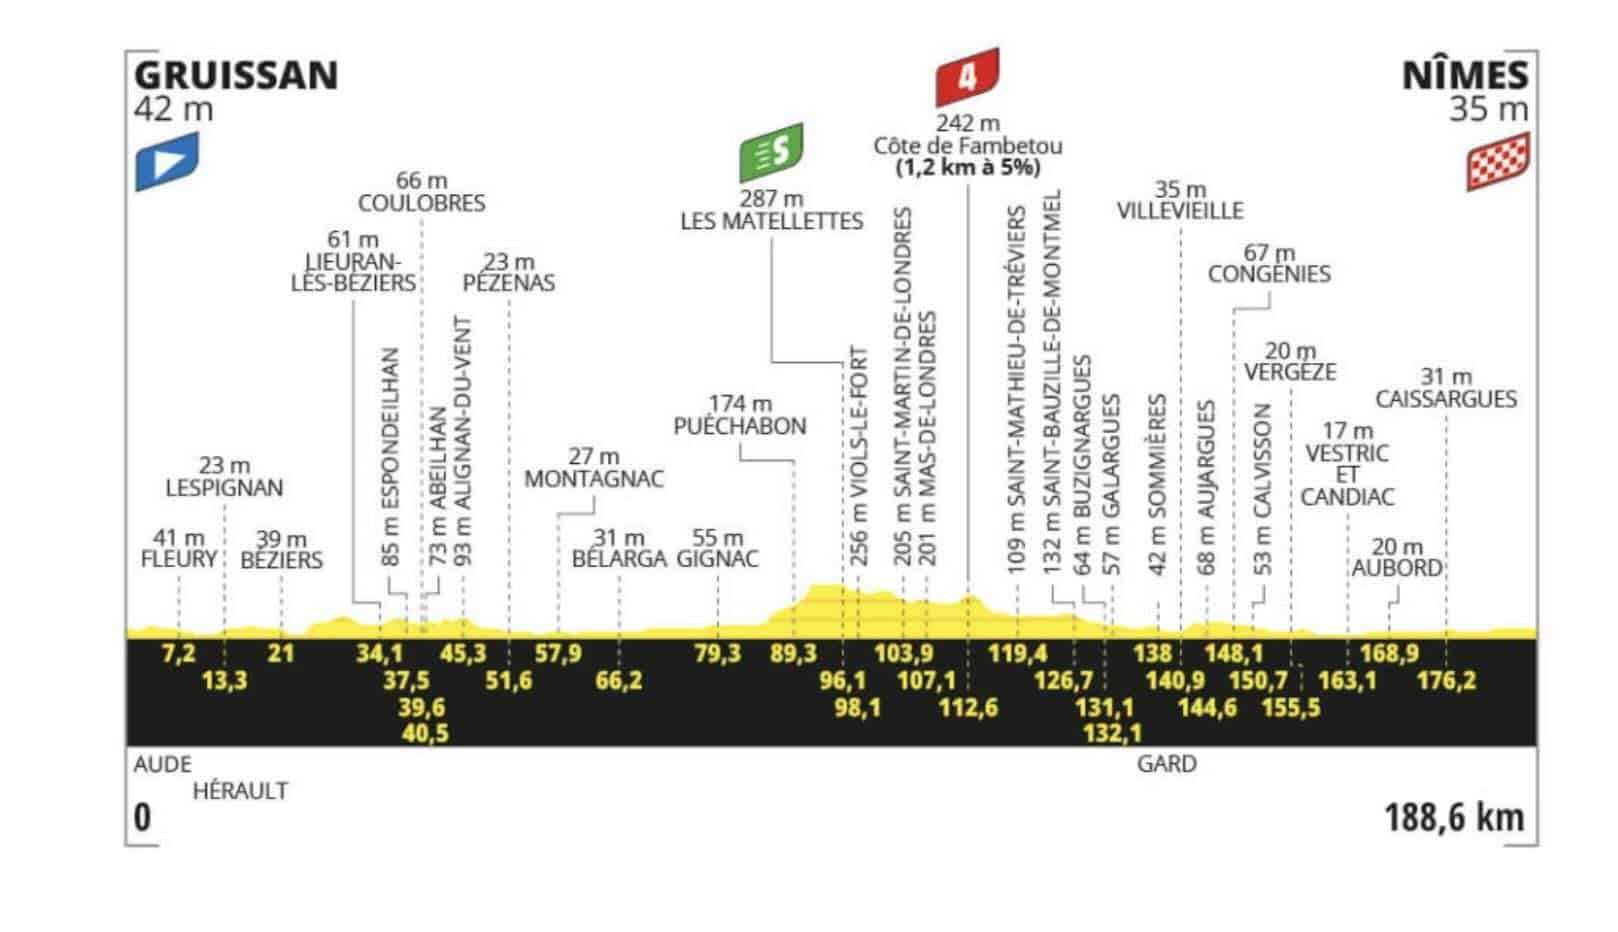 GRUISSAN
42 m
NÎMES
35 m
4
242 m
Côte de Fambetou
(1,2 km à 5%)
S
287 m
LES MATELLETTES
66 m
COULOBRES
61 m
LIEURAN-
LÈS-BÉZIERS
23 m
PÉZENAS
35 m
VILLEVIEILLE
67 m
CONGÉNIES
20 m
VERGÈZE
31 m
CAISSARGUES
174 m
PUÉCHABON
17 m
VESTRIC
ET
CANDIAC
27 m
MONTAGNAC
23 m
LESPIGNAN
41 m
FLEURY
39 m
BÉZIERS
85 m ESPONDEILHAN
73 m ABEILHAN
93 m ALIGNAN-DU-VENT
31 m
BÉLARGA
55 m
GIGNAC
256 m VIOLS-LE-FORT
205 m SAINT-MARTIN-DE-LONDRES
201 m MAS-DE-LONDRES
109 m SAINT-MATHIEU-DE-TRÉVIERS
132 m SAINT-BAUZILLE-DE-MONTMEL
64 m BUZIGNARGUES
57 m GALARGUES
42 m SOMMIÈRES
68 m AUJARGUES
53 m CALVISSON
20 m
AUBORD
7,2 21 34,1 45,3 57,9 79,3 89,3 103,9 119,4 138 148,1 168,9
13,3 37,5 51,6 66,2 96,1 107,1 126,7 140,9 150,7 163,1 176,2
39,6 98,1 112,6 131,1 144,6 155,5
40,5 132,1
AUDE
HÉRAULT
GARD
0
188,6 km